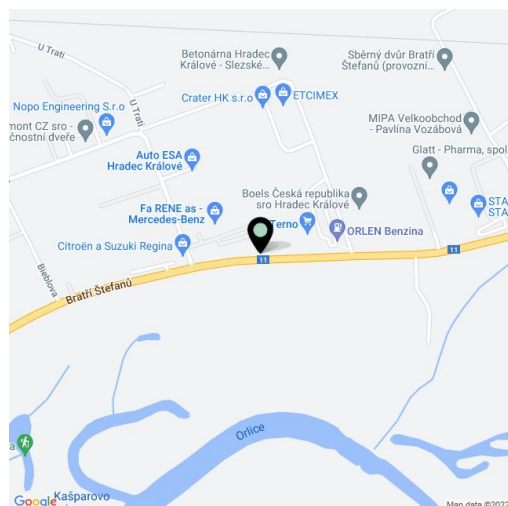 U Trati
Betonárna Hradec
Králové - Slezské...
Sběrný dvůr Bratří
Štefanů (provozní...
Crater HK s.r.o
ETCIMEX
U Trati
Nopo Engineering S.r.o
mont CZ sro -
čnostní dveře
MIPA Velkoobchod
- Pavlína Vozábová
Auto ESA
Hradec Králové
Glatt - Pharma, spol
Boels Česká republika
sro Hradec Králové
STA
STA
Fa RENE as -
Mercedes-Benz
Terno
ORLEN Benzina
Citroën a Suzuki Regina
11
11
Bieblova
Bratří Štefanů
Orlice
a
Kašparovo
Google
Map data ©2022